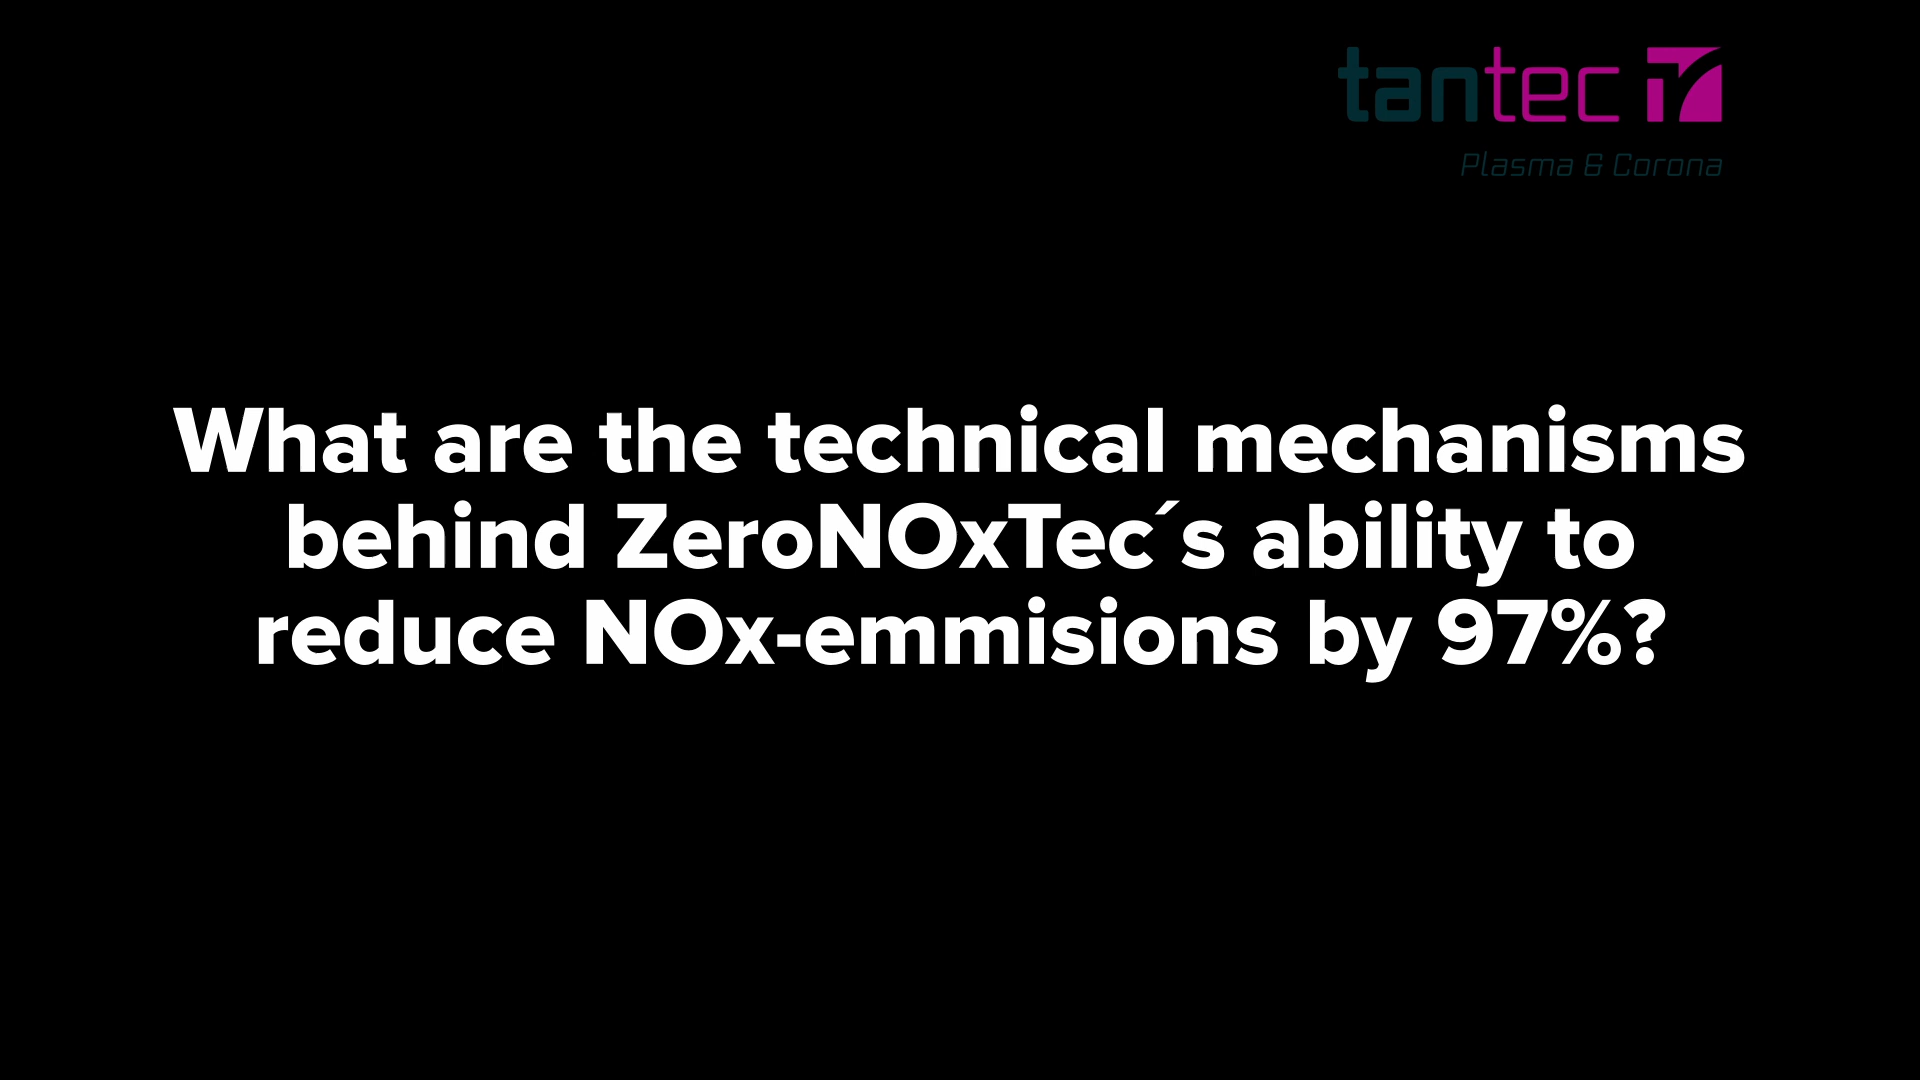 tantec
Plasma & Corona
What are the technical mechanisms
behind ZeroNOxTec´s ability to
reduce NOx-emmisions by 97%?